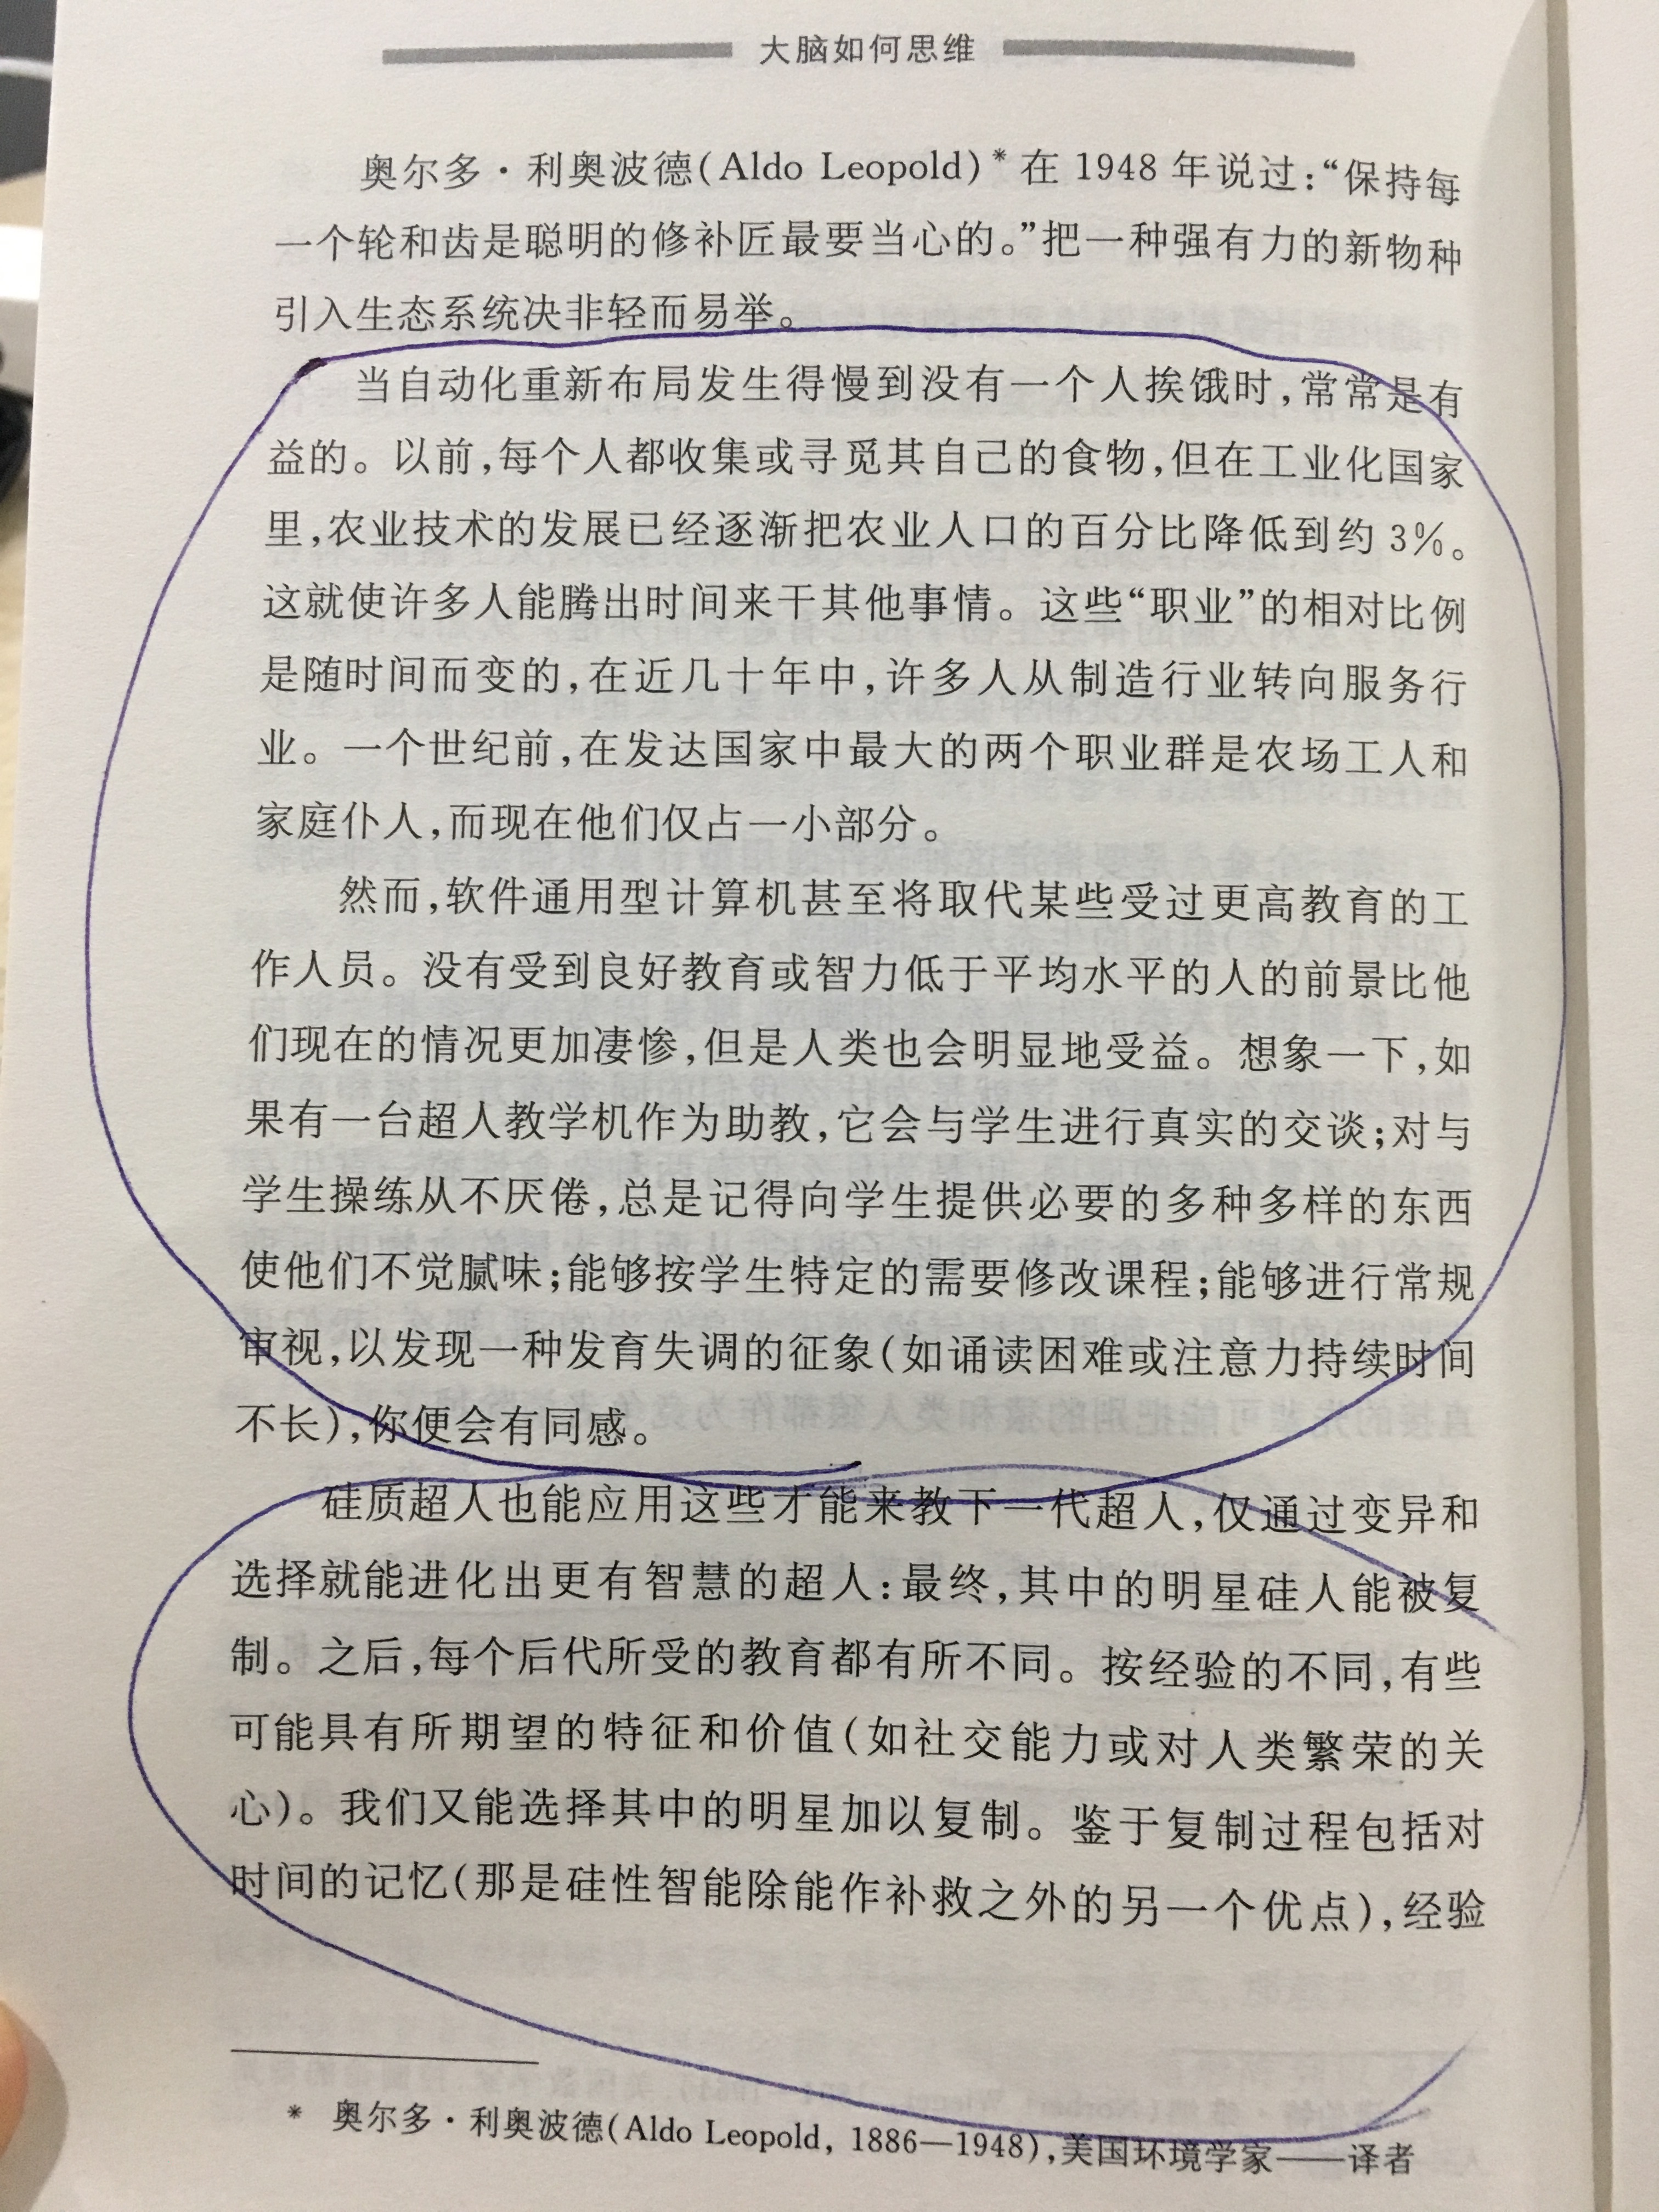 大脑如何思维
奥尔多·利奥波德(Aldo Leopold)*在1948年说过:“保持每
一个轮和齿是聪明的修补匠最要当心的。”把一种强有力的新物种
引入生态系统决非轻而易举。
当自动化重新布局发生得慢到没有一个人挨饿时,常常是有
益的。以前,每个人都收集或寻觅其自己的食物,但在工业化国家
里,农业技术的发展已经逐渐把农业人口的百分比降低到约3%。
这就使许多人能腾出时间来干其他事情。这些“职业”的相对比例
是随时间而变的,在近几十年中,许多人从制造行业转向服务行
业。一个世纪前,在发达国家中最大的两个职业群是农场工人和
家庭仆人,而现在他们仅占一小部分。
然而,软件通用型计算机甚至将取代某些受过更高教育的工
作人员。没有受到良好教育或智力低于平均水平的人的前景比他
们现在的情况更加凄惨,但是人类也会明显地受益。想象一下,如
果有一台超人教学机作为助教,它会与学生进行真实的交谈;对与
学生操练从不厌倦,总是记得向学生提供必要的多种多样的东西
使他们不觉腻味;能够按学生特定的需要修改课程;能够进行常规
审视,以发现一种发育失调的征象(如诵读困难或注意力持续时间
不长),你便会有同感。
硅质超人也能应用这些才能来教下一代超人,仅通过变异和
选择就能进化出更有智慧的超人:最终,其中的明星硅人能被复
制。之后,每个后代所受的教育都有所不同。按经验的不同,有些
可能具有所期望的特征和价值(如社交能力或对人类繁荣的关
心)。我们又能选择其中的明星加以复制。鉴于复制过程包括对
时间的记忆(那是硅性智能除能作补救之外的另一个优点),经验
* 奥尔多·利奥波德(Aldo Leopold, 1886—1948),美国环境学家——译者